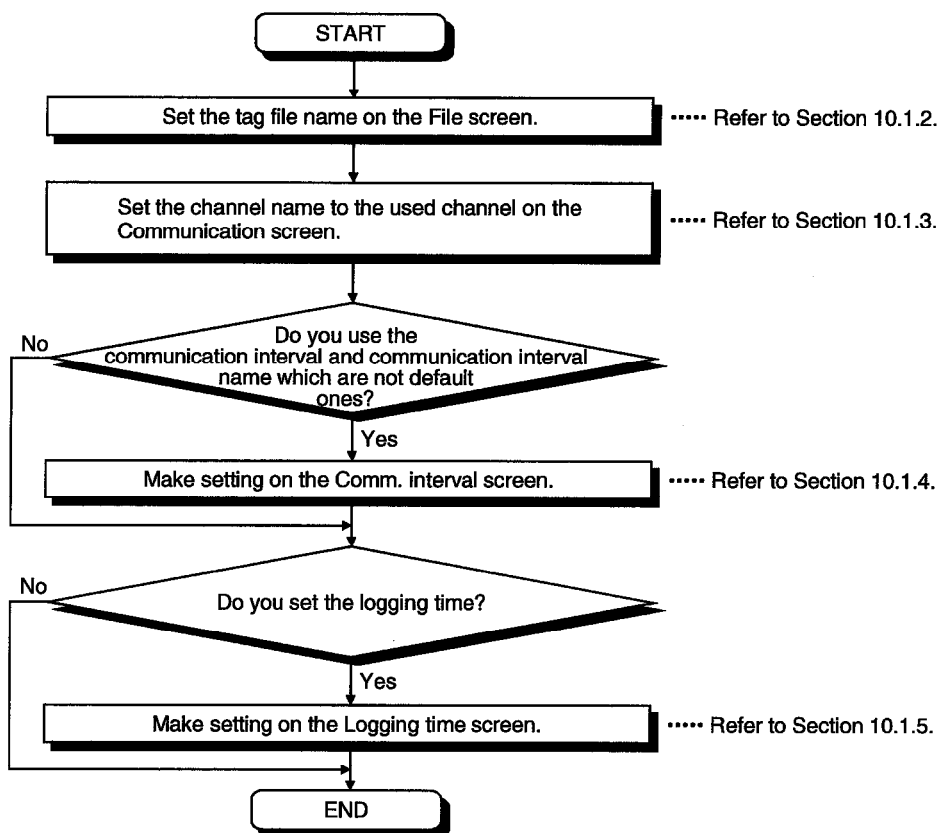 START
Set the tag file name on the File screen.
····· Refer to Section 10.1.2.
Set the channel name to the used channel on the
Communication screen.
····· Refer to Section 10.1.3.
No
Do you use the
communication interval and communication interval
name which are not default
ones?
Yes
Make setting on the Comm. interval screen.
····· Refer to Section 10.1.4.
No
Do you set the logging time?
Yes
Make setting on the Logging time screen.
····· Refer to Section 10.1.5.
END